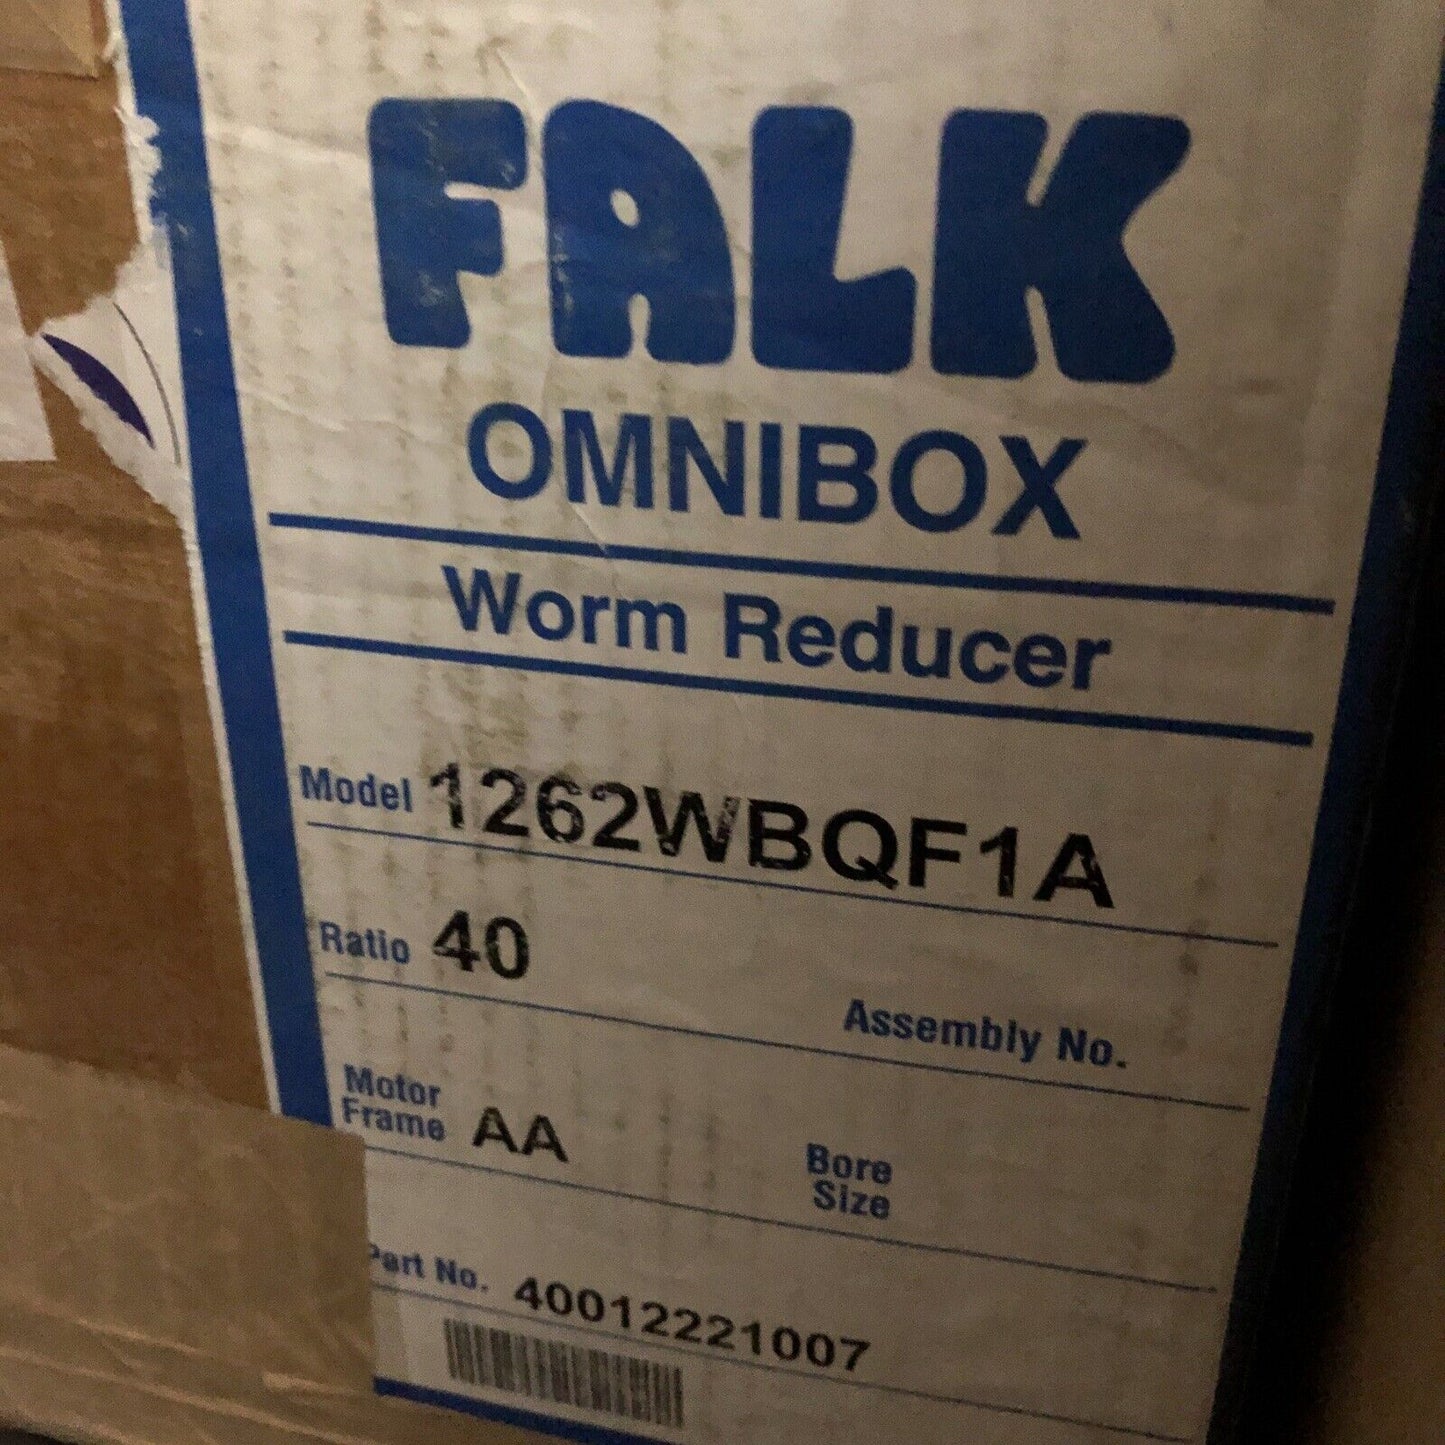 FALK
OMNIBOX
Worm Reducer
Model 1262WBQF1A
Ratio 40
Assembly No.
Motor Frame AA
Bore Size
Part No. 40012221007